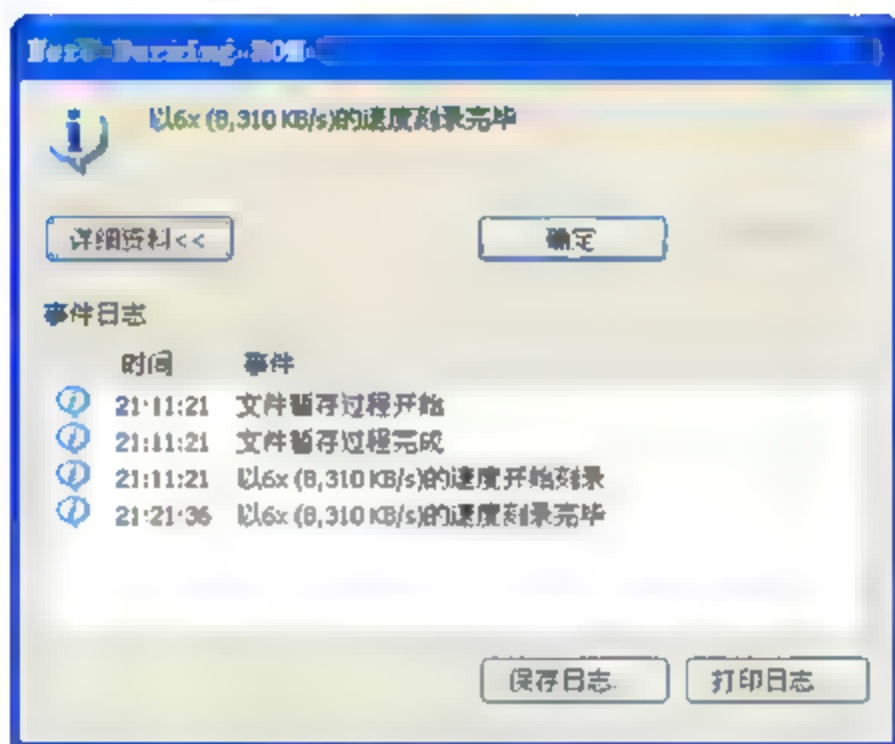 Nero Burning ROM
以6x (8,310 KB/s)的速度刻录完毕
详细资料<< 确定
事件日志
时间 事件
21:11:21 文件暂存过程开始
21:11:21 文件暂存过程完成
21:11:21 以6x (8,310 KB/s)的速度开始刻录
21:21:36 以6x (8,310 KB/s)的速度刻录完毕
保存日志 打印日志